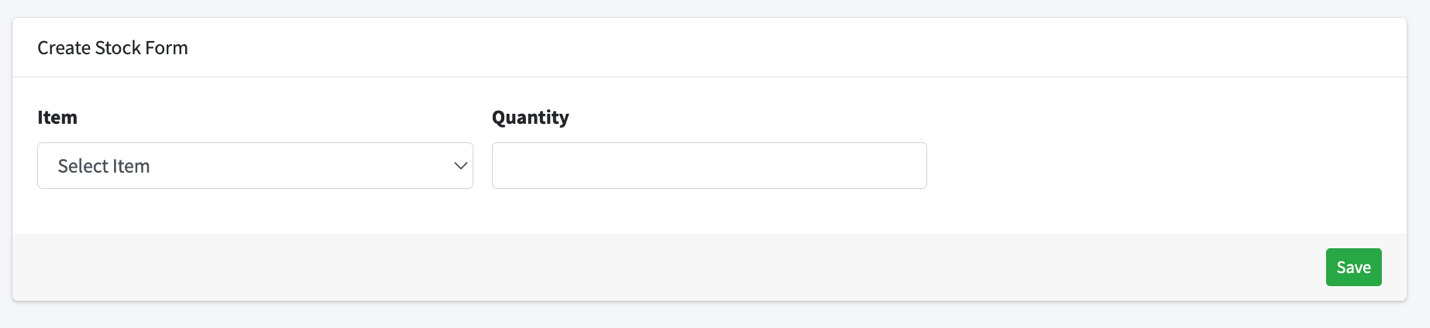 Create Stock Form
Item
Quantity
Select Item
Save